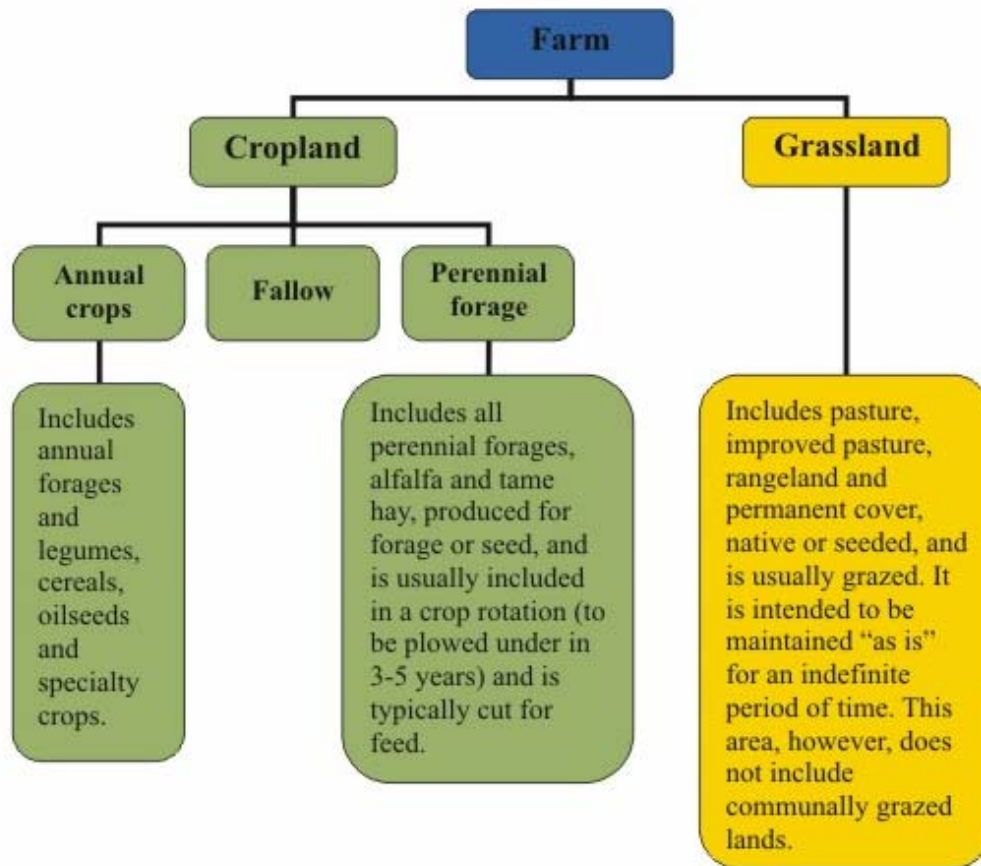 Farm
Cropland
Grassland
Annual
crops
Fallow
Perennial
forage
Includes
annual
forages
and
legumes,
cereals,
oilseeds
and
specialty
crops.
Includes all
perennial forages,
alfalfa and tame
hay, produced for
forage or seed, and
is usually included
in a crop rotation (to
be plowed under in
3-5 years) and is
typically cut for
feed.
Includes pasture,
improved pasture,
rangeland and
permanent cover,
native or seeded, and
is usually grazed. It
is intended to be
maintained “as is”
for an indefinite
period of time. This
area, however, does
not include
communally grazed
lands.